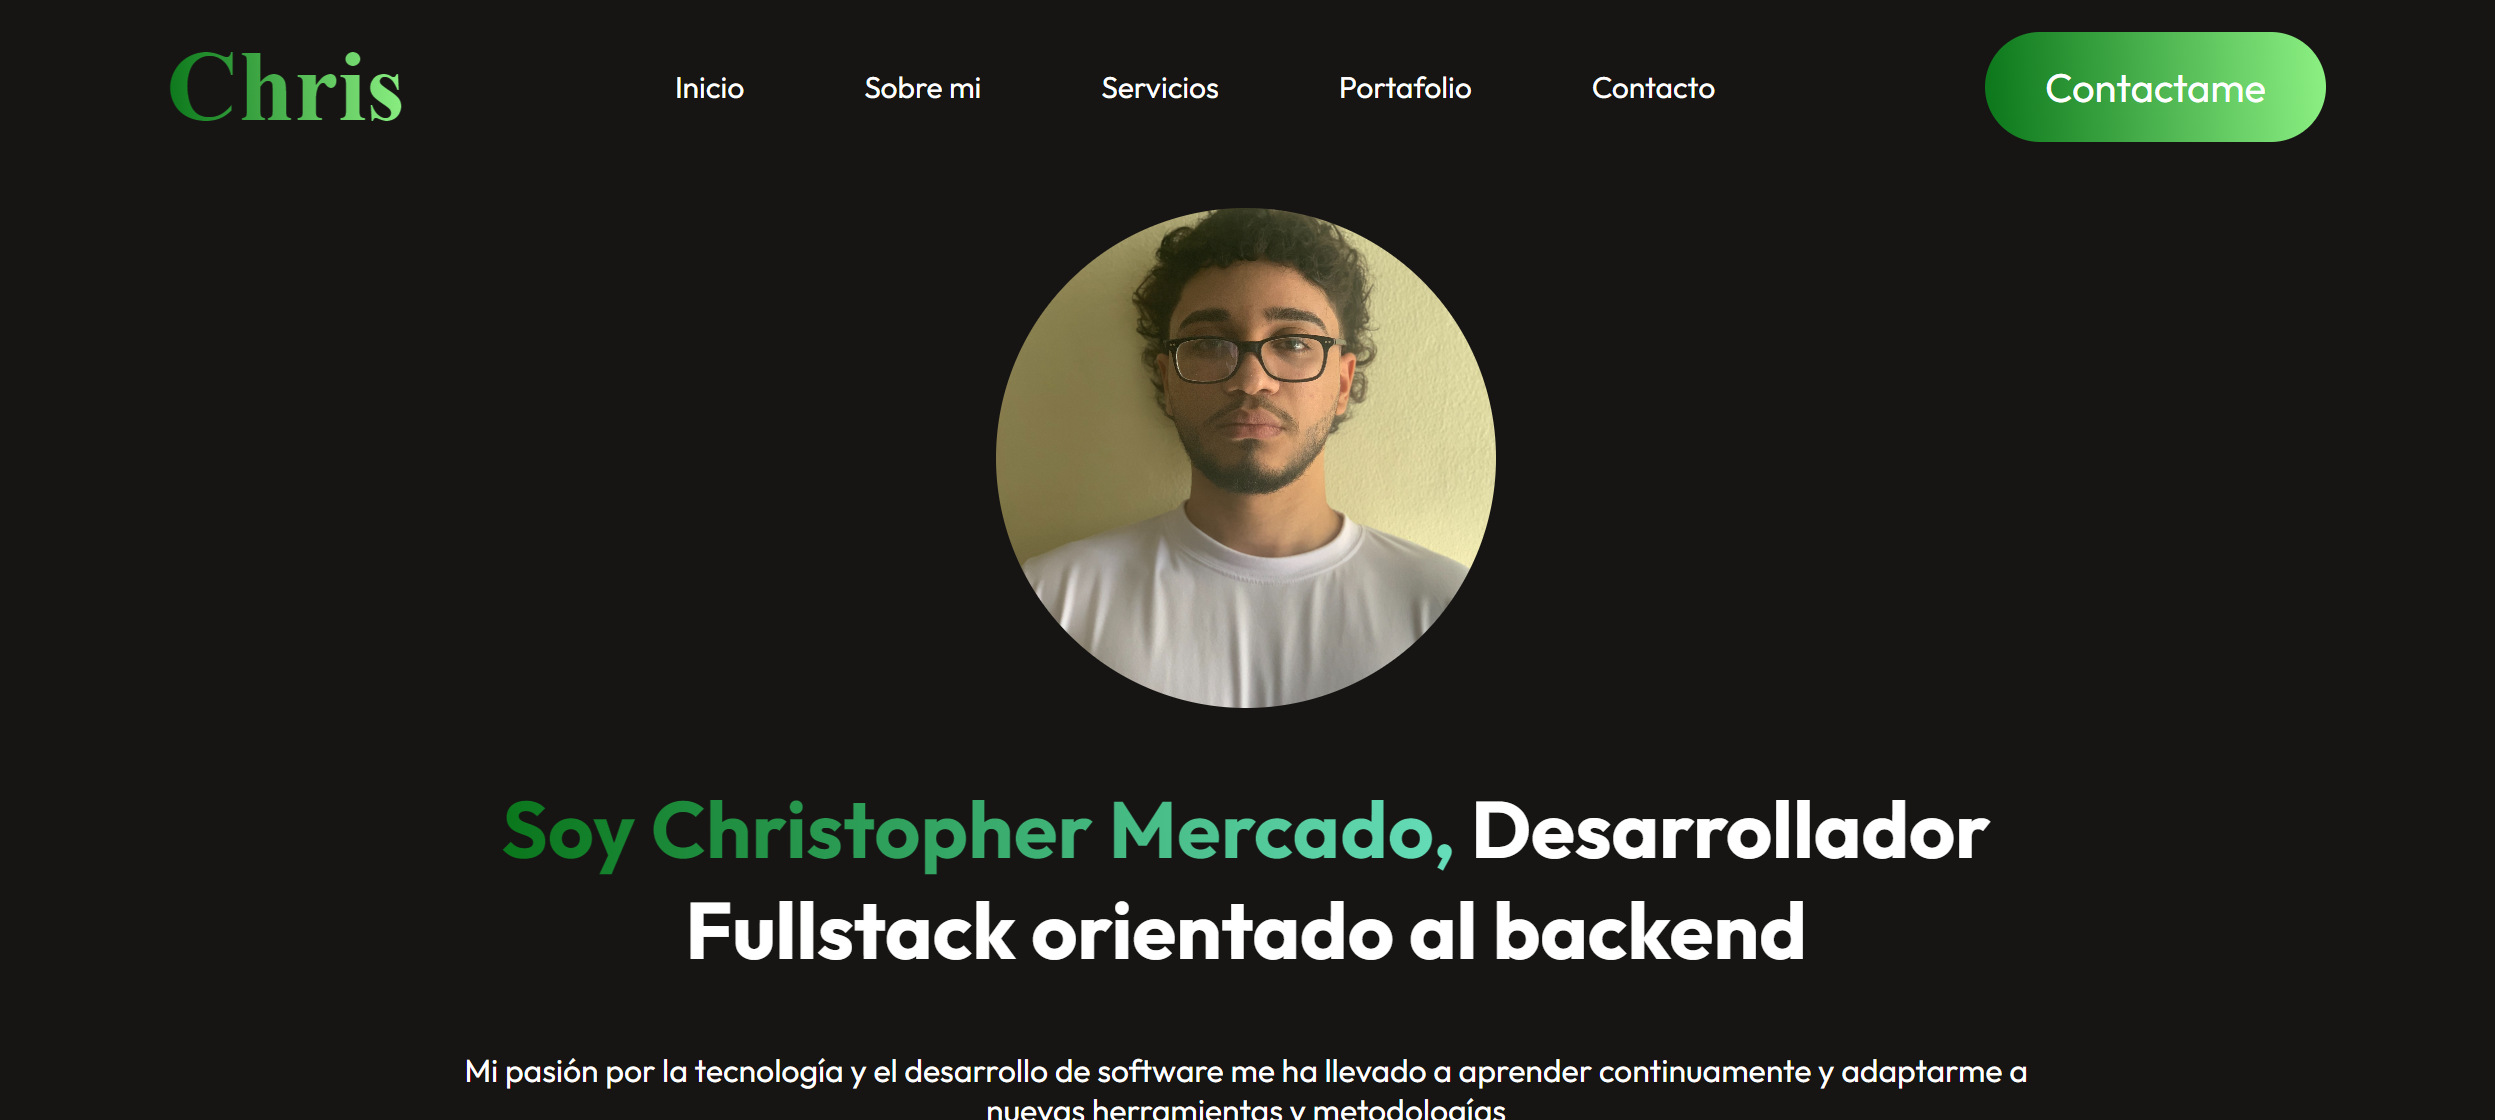 Chris
Inicio
Sobre mi
Servicios
Portafolio
Contacto
Contactame
Soy Christopher Mercado, Desarrollador
Fullstack orientado al backend
Mi pasión por la tecnología y el desarrollo de software me ha llevado a aprender continuamente y adaptarme a
nuevas herramientas y metodologías